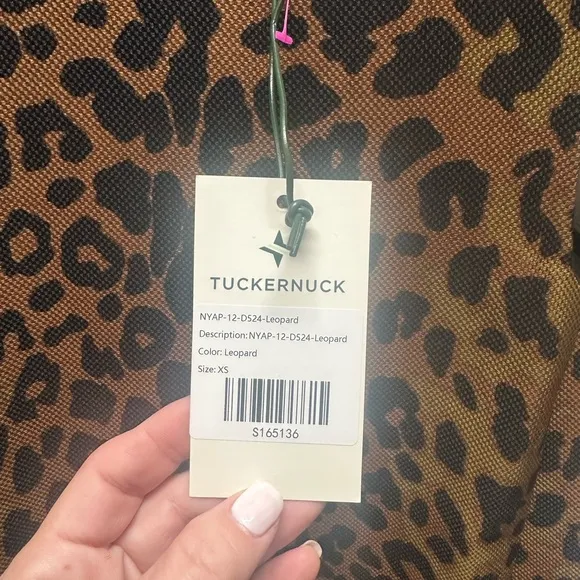 TUCKERNUCK
NYAP-12-D524-Leopard
Description: NYAP-12-D524-Leopard
Color: Leopard
Size: XS
S165136